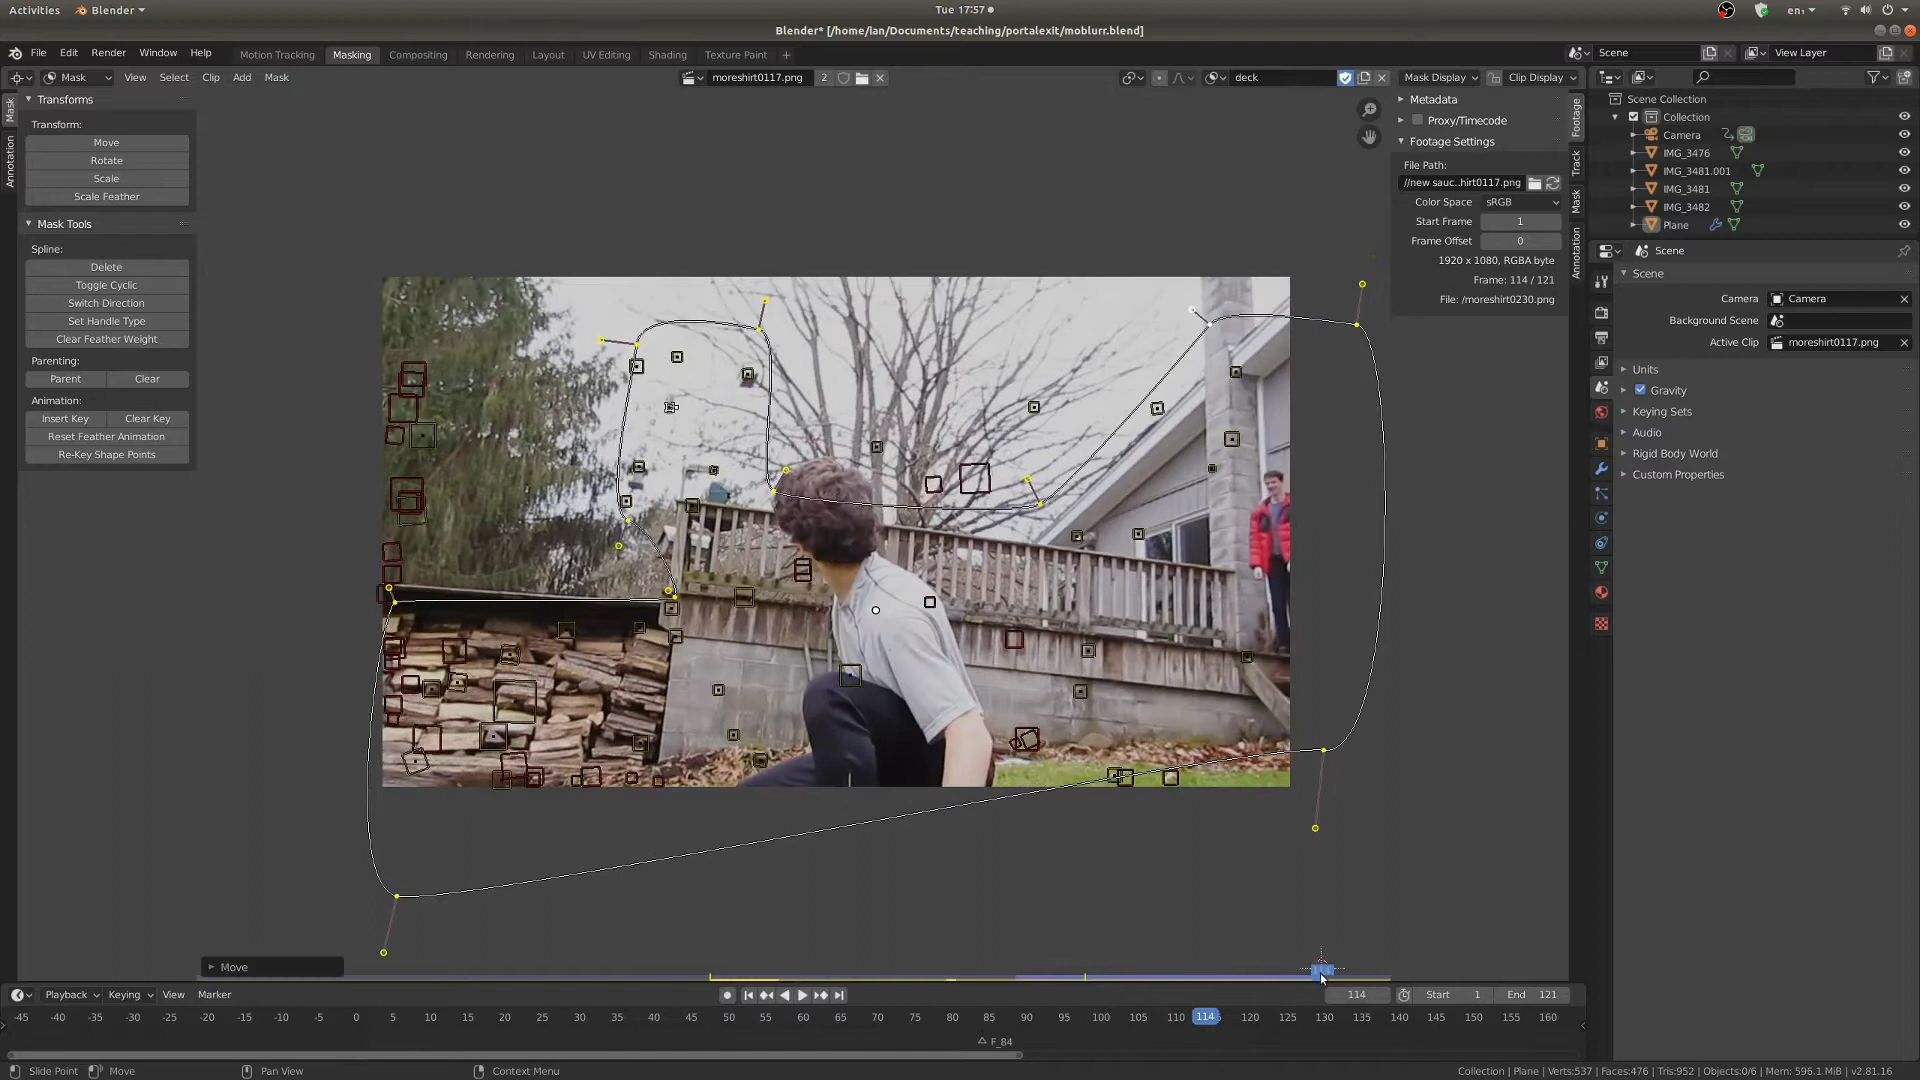 Activities Blender Tue 17:57 en₁
Blender* [/home/ian/Documents/teaching/portalexit/moblurr.blend]
File Edit Render Window Help Motion Tracking Masking Compositing Rendering Layout UV Editing Shading Texture Paint + Scene View Layer
Mask View Select Clip Add Mask moreshirt0117.png 2 deck Mask Display Clip Display
Transforms
Transform:
Move
Rotate
Scale
Scale Feather
Mask Tools
Spline:
Delete
Toggle Cyclic
Switch Direction
Set Handle Type
Clear Feather Weight
Parenting:
Parent Clear
Animation:
Insert Key Clear Key
Reset Feather Animation
Re-Key Shape Points
Mask
Annotation
Move
Metadata
Proxy/Timecode
Footage Settings
File Path:
//new sauc..hirt0117.png
Color Space sRGB
Start Frame 1
Frame Offset 0
1920 x 1080, RGBA byte
Frame: 114 / 121
File: /moreshirt0230.png
Footage
Track
Mask
Annotation
Scene Collection
Collection
Camera
IMG_3476
IMG_3481.001
IMG_3481
IMG_3482
Plane
Scene
Scene
Camera Camera
Background Scene
Active Clip moreshirt0117.png
Units
Gravity
Keying Sets
Audio
Rigid Body World
Custom Properties
Playback Keying View Marker 114 Start 1 End 121
-45 -40 -35 -30 -25 -20 -15 -10 -5 0 5 10 15 20 25 30 35 40 45 50 55 60 65 70 75 80 85 90 95 100 105 110 114 120 125 130 135 140 145 150 155 160
F_84
Slide Point Move Pan View Context Menu Collection | Plane | Verts:537 | Faces:476 | Tris:952 | Objects:0/6 | Mem: 596.1 MiB | v2.81.16